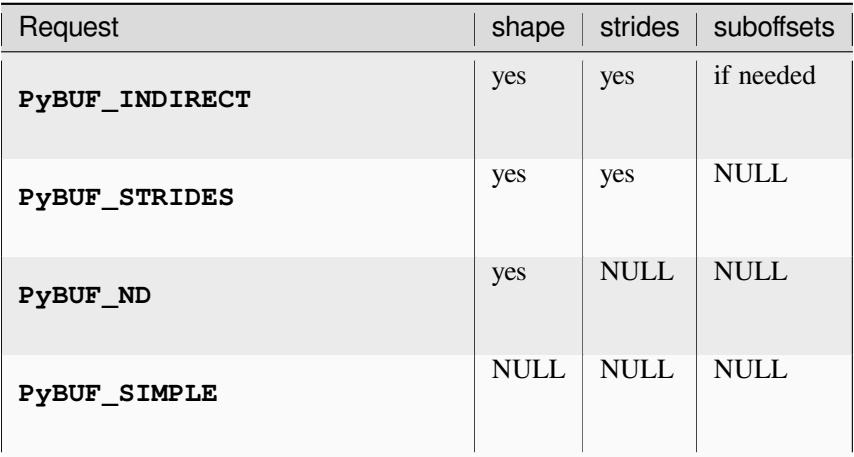 Request shape strides suboffsets
PyBUF_INDIRECT yes yes if needed
PyBUF_STRIDES yes yes NULL
PyBUF_ND yes NULL NULL
PyBUF_SIMPLE NULL NULL NULL